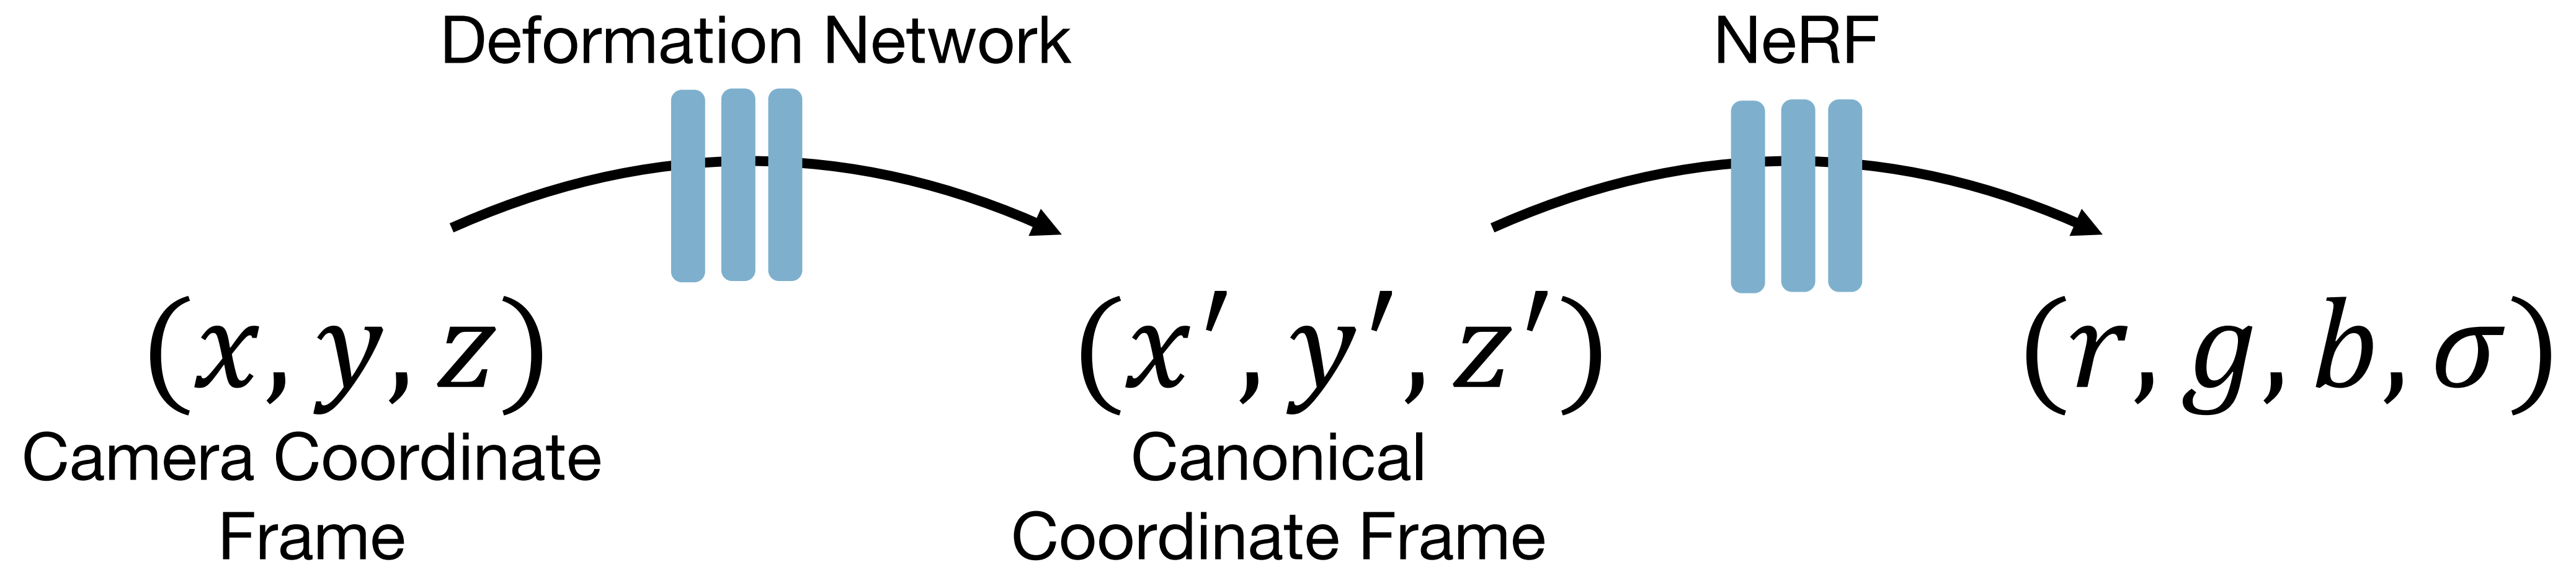 Deformation Network
NeRF
(x, y, z)
(x′, y′, z′)
(r, g, b, σ)
Camera Coordinate
Frame
Canonical
Coordinate Frame